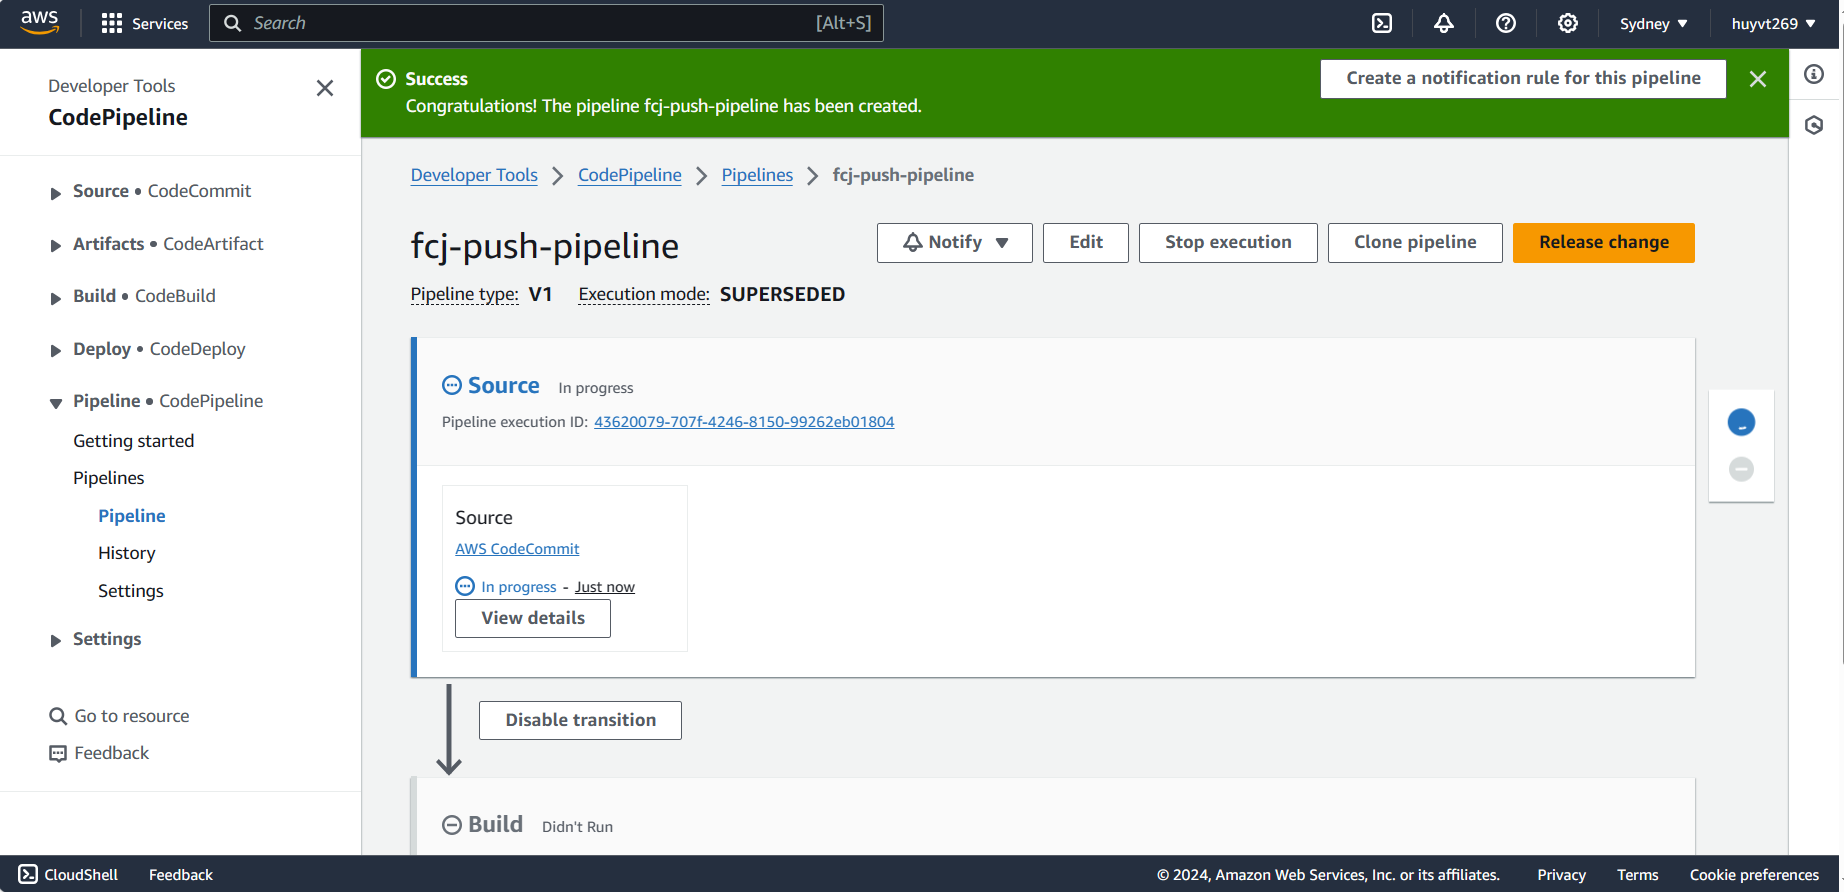 aws
Services
Search [Alt+S]
Sydney ▼
huyvt269 ▼
Developer Tools
CodePipeline
Source • CodeCommit
Artifacts • CodeArtifact
Build • CodeBuild
Deploy • CodeDeploy
Pipeline • CodePipeline
Getting started
Pipelines
Pipeline
History
Settings
Settings
Go to resource
Feedback
Success
Congratulations! The pipeline fcj-push-pipeline has been created.
Create a notification rule for this pipeline
Developer Tools > CodePipeline > Pipelines > fcj-push-pipeline
fcj-push-pipeline
Notify ▼
Edit
Stop execution
Clone pipeline
Release change
Pipeline type: V1 Execution mode: SUPERSEDED
Source In progress
Pipeline execution ID: 43620079-707f-4246-8150-99262eb01804
Source
AWS CodeCommit
In progress - Just now
View details
Disable transition
Build Didn't Run
CloudShell
Feedback
© 2024, Amazon Web Services, Inc. or its affiliates.
Privacy
Terms
Cookie preferences